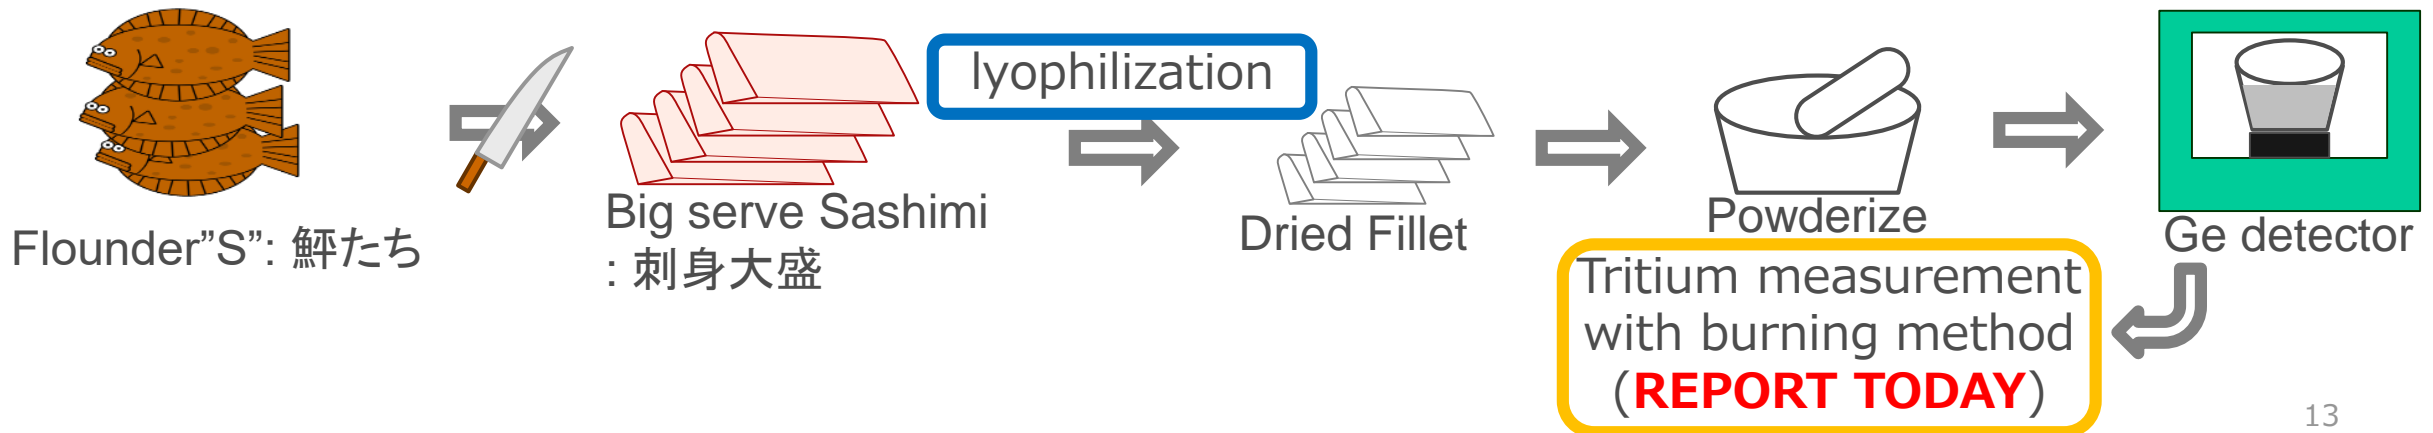 lyophilization
Flounder”S”: 鮃たち
Big serve Sashimi
: 刺身大盛
Dried Fillet
Powderize
Ge detector
Tritium measurement
with burning method
(REPORT TODAY)
13